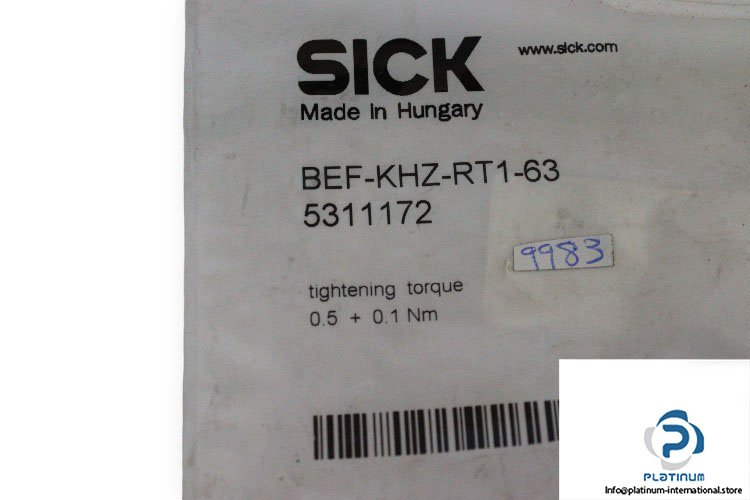 SICK
www.sick.com
Made in Hungary
BEF-KHZ-RT1-63
5311172
9983
tightening torque
0.5 + 0.1 Nm
PLATINUM
Info@platinum-international.store